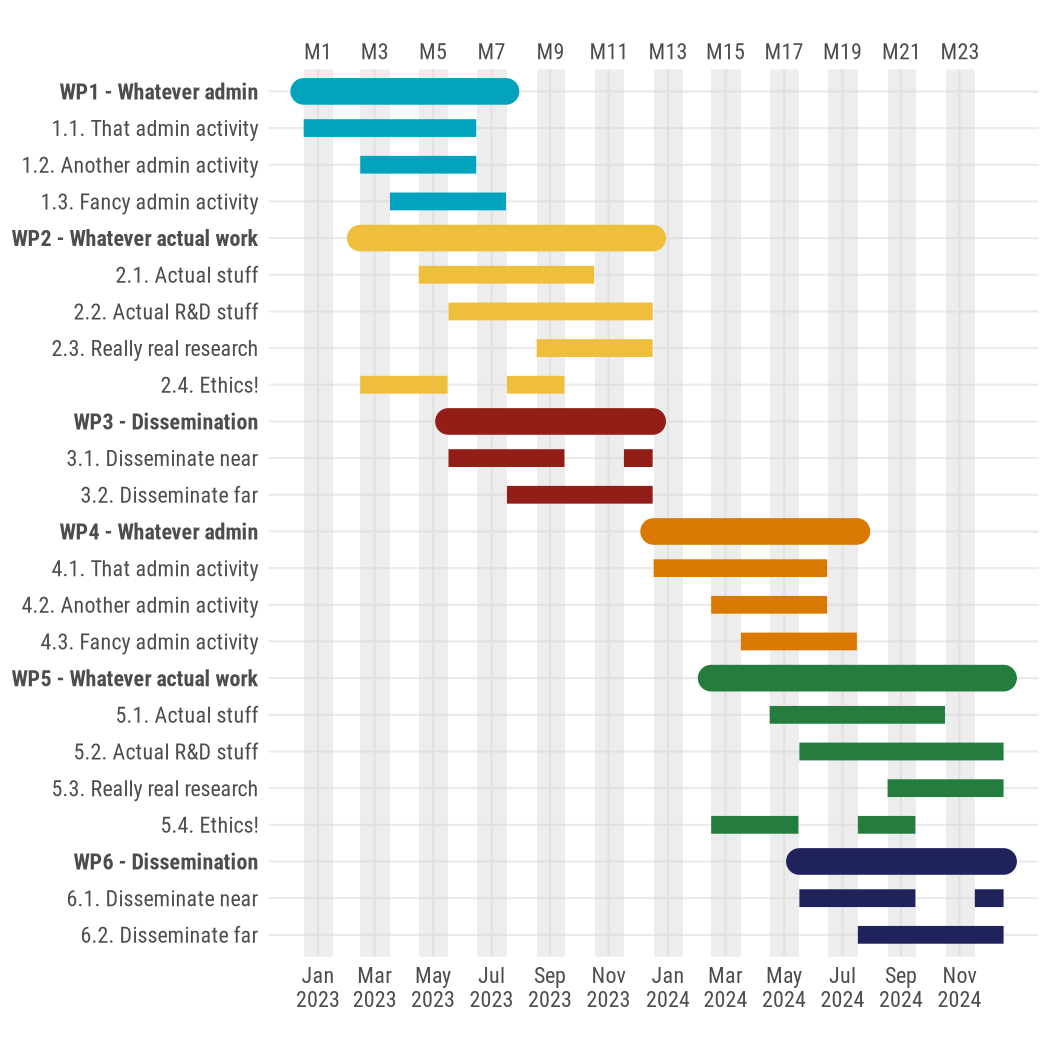 M1 M3 M5 M7 M9 M11 M13 M15 M17 M19 M21 M23
WP1 - Whatever admin
1.1. That admin activity
1.2. Another admin activity
1.3. Fancy admin activity
WP2 - Whatever actual work
2.1. Actual stuff
2.2. Actual R&D stuff
2.3. Really real research
2.4. Ethics!
WP3 - Dissemination
3.1. Disseminate near
3.2. Disseminate far
WP4 - Whatever admin
4.1. That admin activity
4.2. Another admin activity
4.3. Fancy admin activity
WP5 - Whatever actual work
5.1. Actual stuff
5.2. Actual R&D stuff
5.3. Really real research
5.4. Ethics!
WP6 - Dissemination
6.1. Disseminate near
6.2. Disseminate far
Jan Mar May Jul Sep Nov Jan Mar May Jul Sep Nov
2023 2023 2023 2023 2023 2023 2024 2024 2024 2024 2024 2024